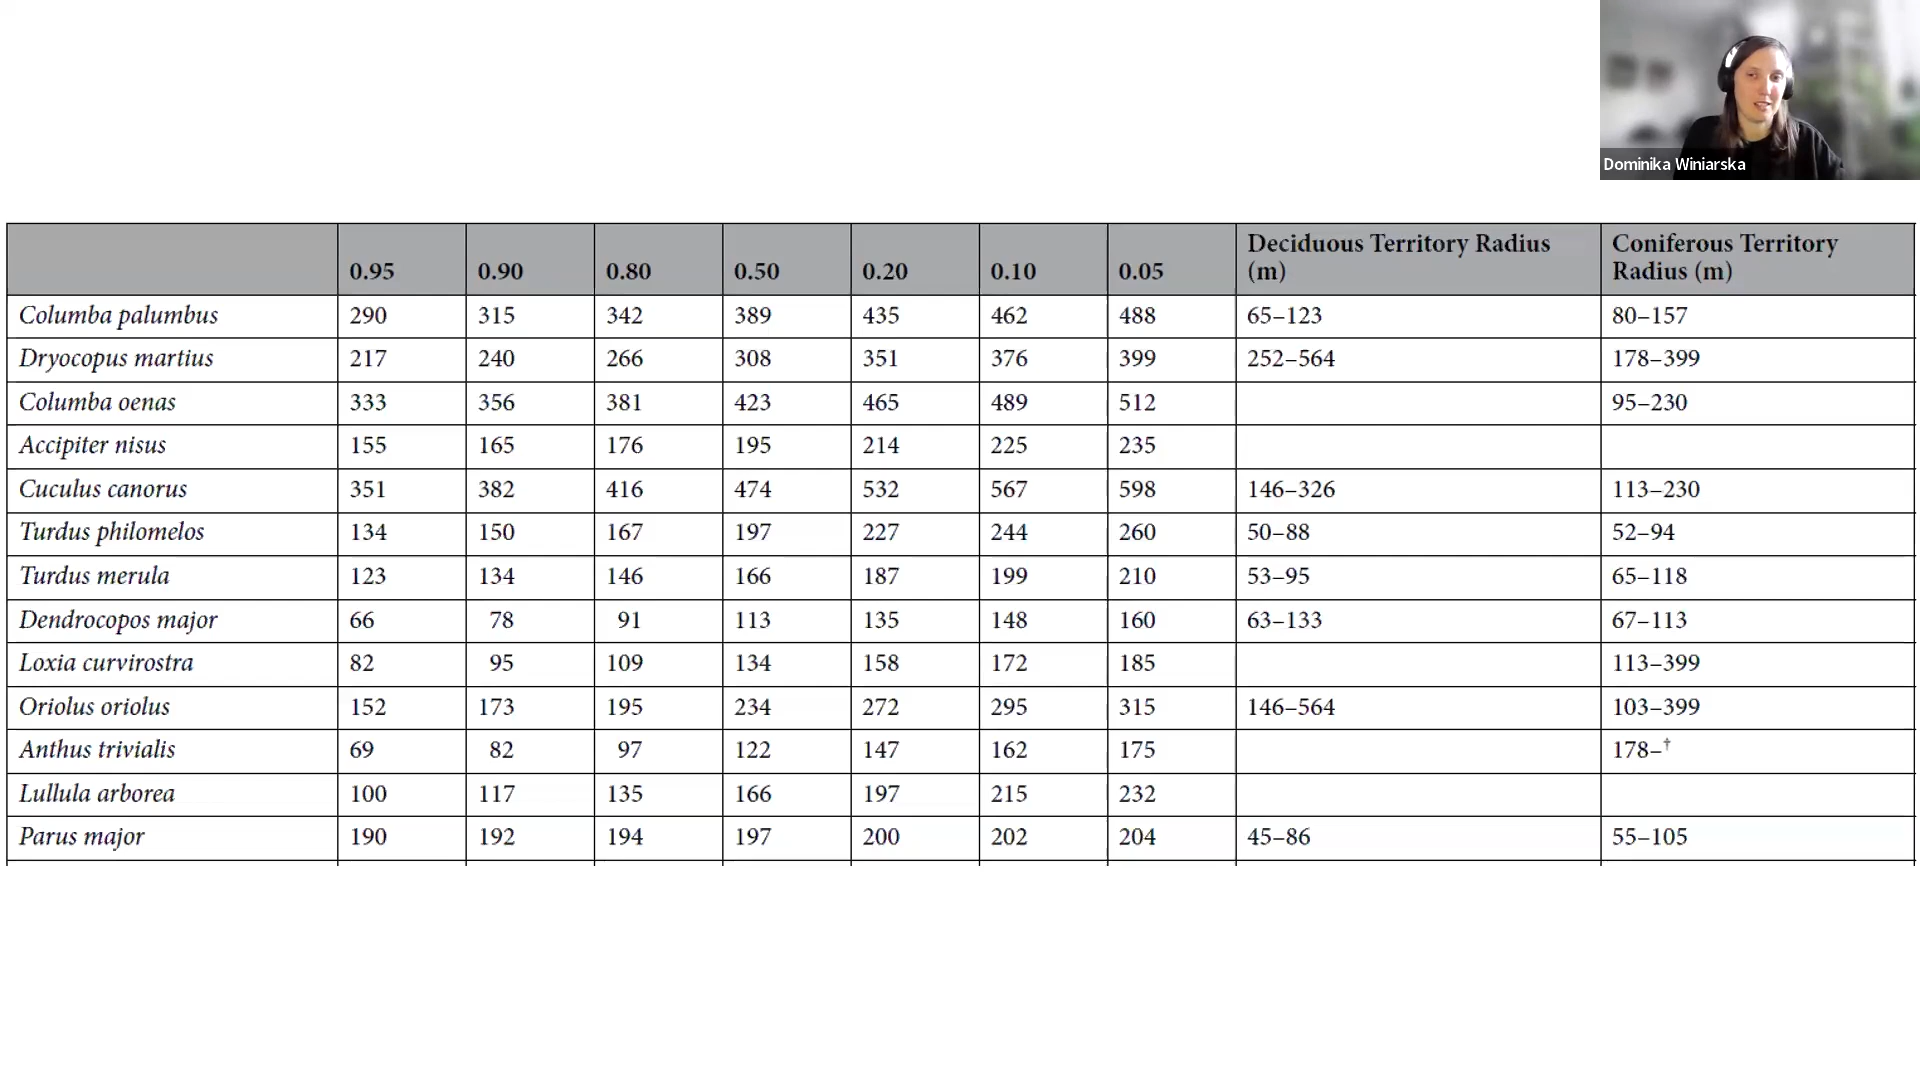 Dominika Winiarska
0.95 0.90 0.80 0.50 0.20 0.10 0.05 Deciduous Territory Radius (m) Coniferous Territory Radius (m)
Columba palumbus 290 315 342 389 435 462 488 65–123 80–157
Dryocopus martius 217 240 266 308 351 376 399 252–564 178–399
Columba oenas 333 356 381 423 465 489 512 95–230
Accipiter nisus 155 165 176 195 214 225 235
Cuculus canorus 351 382 416 474 532 567 598 146–326 113–230
Turdus philomelos 134 150 167 197 227 244 260 50–88 52–94
Turdus merula 123 134 146 166 187 199 210 53–95 65–118
Dendrocopos major 66 78 91 113 135 148 160 63–133 67–113
Loxia curvirostra 82 95 109 134 158 172 185 113–399
Oriolus oriolus 152 173 195 234 272 295 315 146–564 103–399
Anthus trivialis 69 82 97 122 147 162 175 178–†
Lullula arborea 100 117 135 166 197 215 232
Parus major 190 192 194 197 200 202 204 45–86 55–105